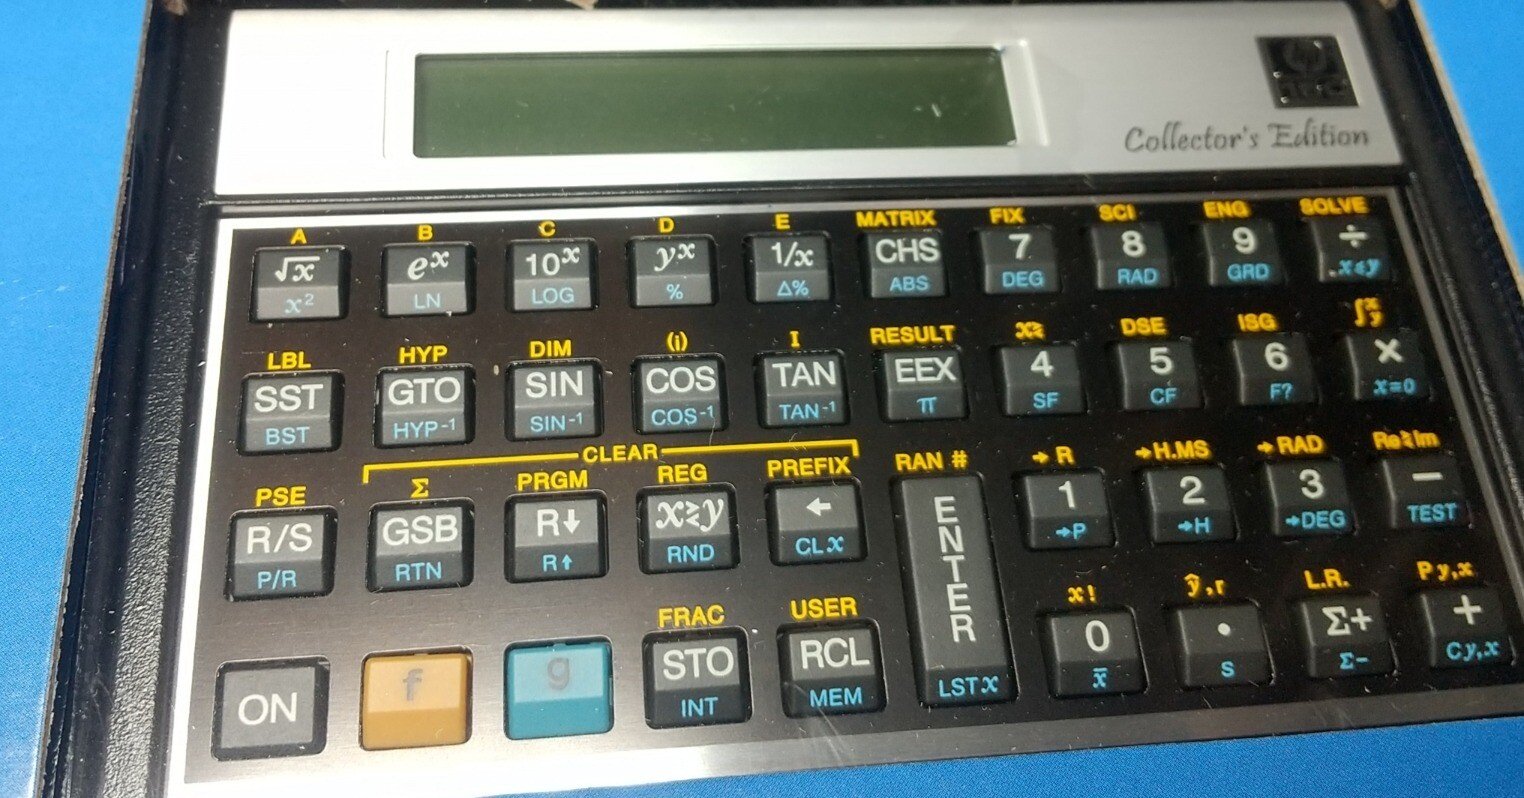 hp
Collector's Edition
A B C D E MATRIX FIX SCI ENG SOLVE
√x eˣ 10ˣ yˣ 1/x CHS 7 8 9 ÷
x² LN LOG % Δ% ABS DEG RAD GRD x≤y
LBL HYP DIM (i) I RESULT x≷ DSE ISG ∫xy
SST GTO SIN COS TAN EEX 4 5 6 ×
BST HYP⁻¹ SIN⁻¹ COS⁻¹ TAN⁻¹ π SF CF F? x=0
CLEAR
PSE Σ PRGM REG PREFIX RAN # →R →H.MS →RAD Re≷Im
R/S GSB R↓ x≷y ← ENTER 1 2 3 −
P/R RTN R↑ RND CLx →P →H →DEG TEST
FRAC USER x! ŷ,r L.R. Py,x
ON f g STO RCL 0 . Σ+ +
INT MEM LSTx x̄ s Σ− Cy,x